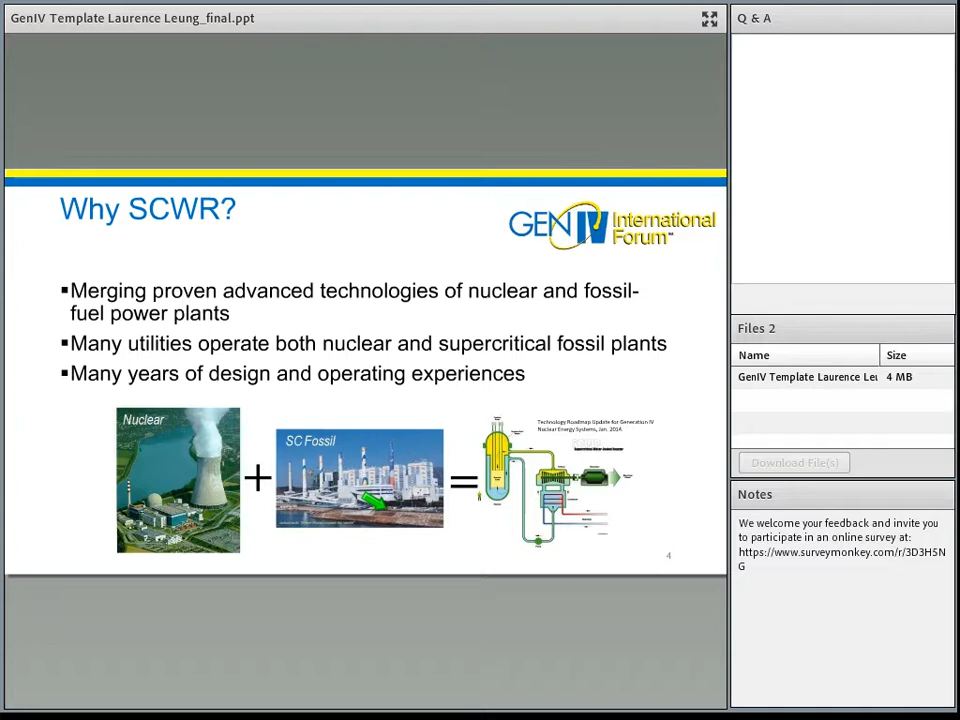 GenIV Template Laurence Leung_final.ppt
Why SCWR?
GEN IV International
Forum™
▪Merging proven advanced technologies of nuclear and fossil-
fuel power plants
▪Many utilities operate both nuclear and supercritical fossil plants
▪Many years of design and operating experiences
Nuclear
+
SC Fossil
=
Technology Roadmap Update for Generation IV
Nuclear Energy Systems, Jan. 2014.
4
Q & A
Files 2
Name Size
GenIV Template Laurence Leu 4 MB
Download File(s)
Notes
We welcome your feedback and invite you
to participate in an online survey at:
https://www.surveymonkey.com/r/3D3H5N
G